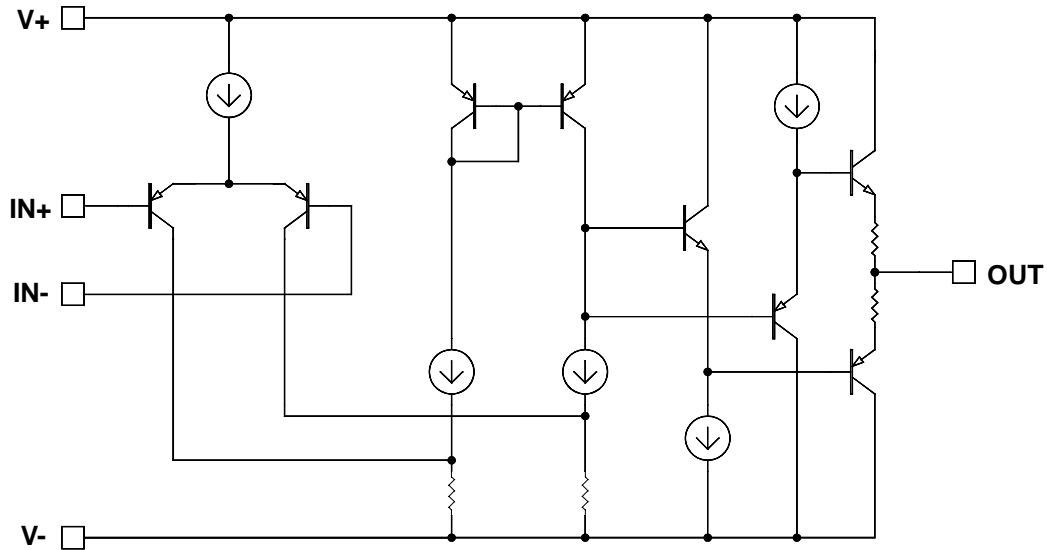 V+
IN+
IN-
OUT
V-